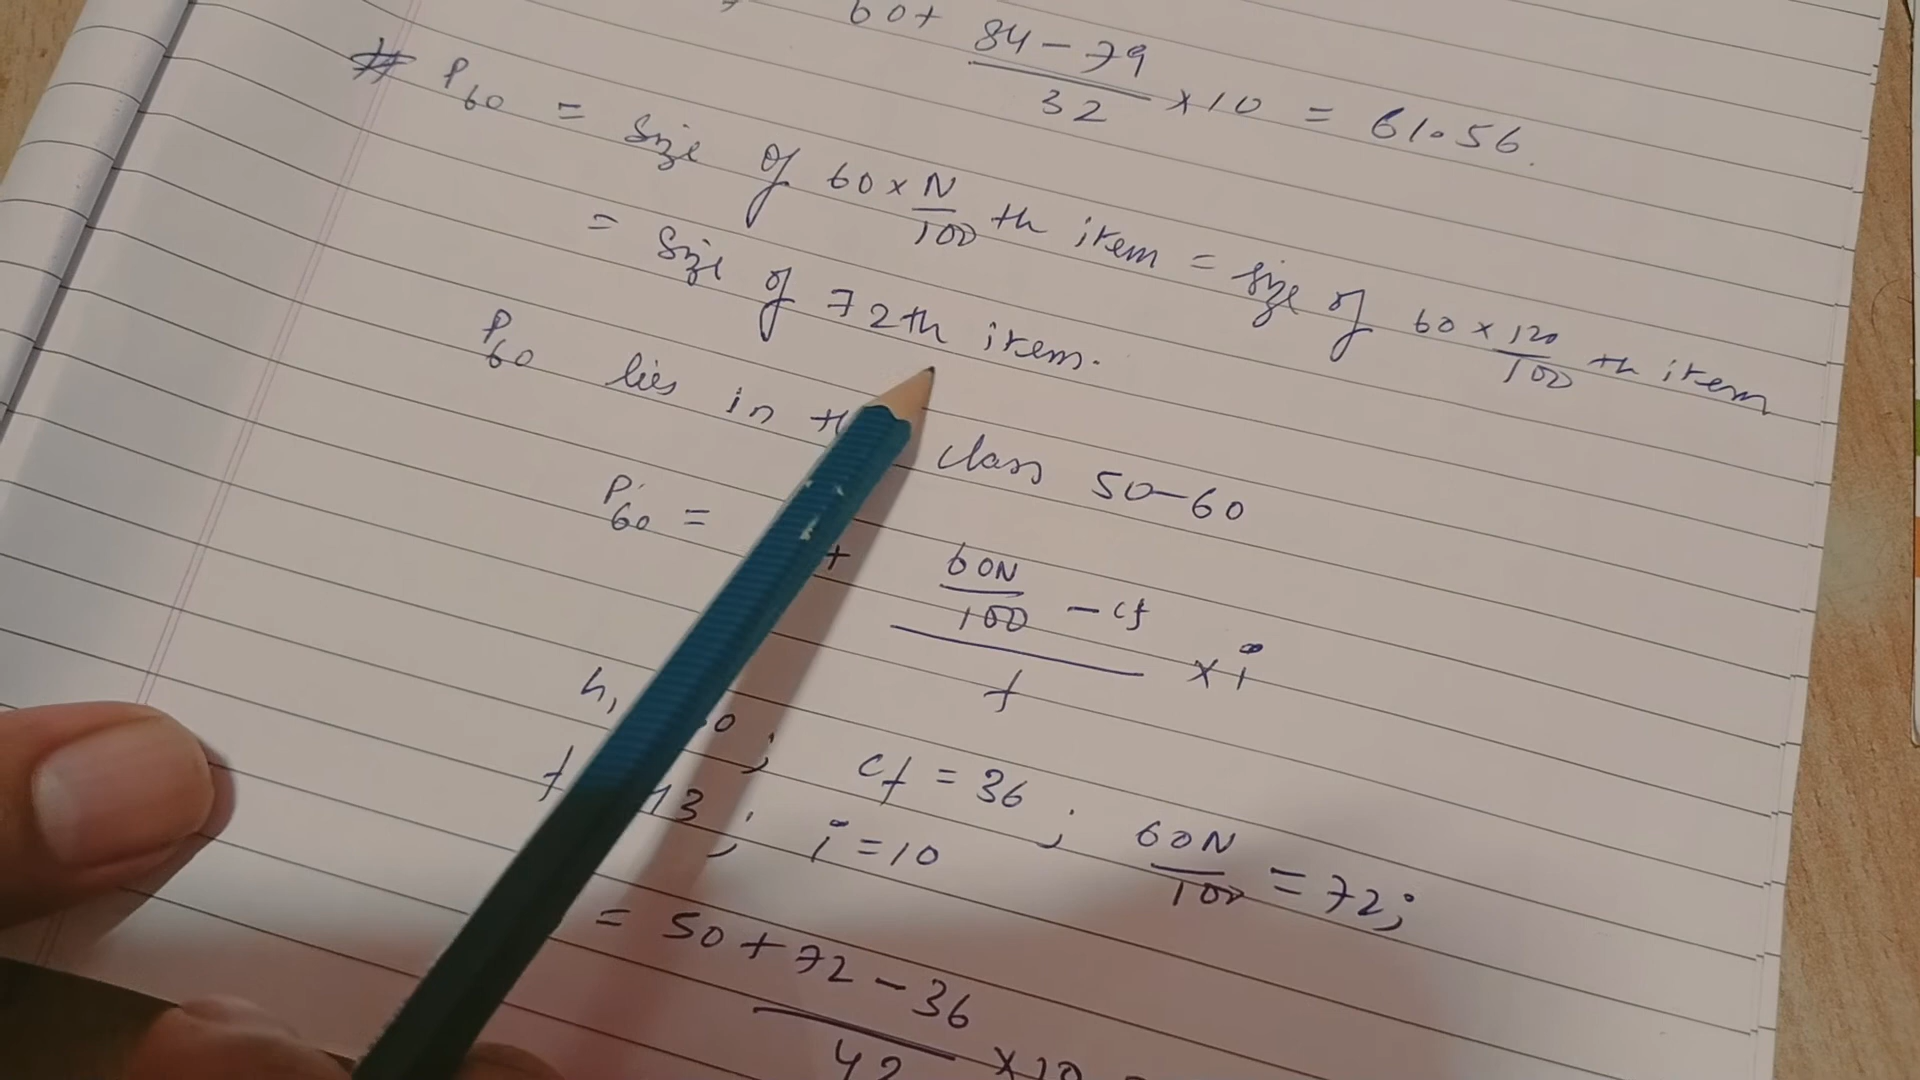 60 + 84 - 79 / 32 × 10 = 61.56.
# P60 = Size of 60 × N/100 th item = Size of 60 × 120/100 th item
= Size of 72th item.
P60 lies in class 50-60
P60 = + 60N/100 - cf / f × i
cf = 36 ; 60N/100 = 72;
f 43 ; i = 10
= 50 + 72 - 36 / × 10